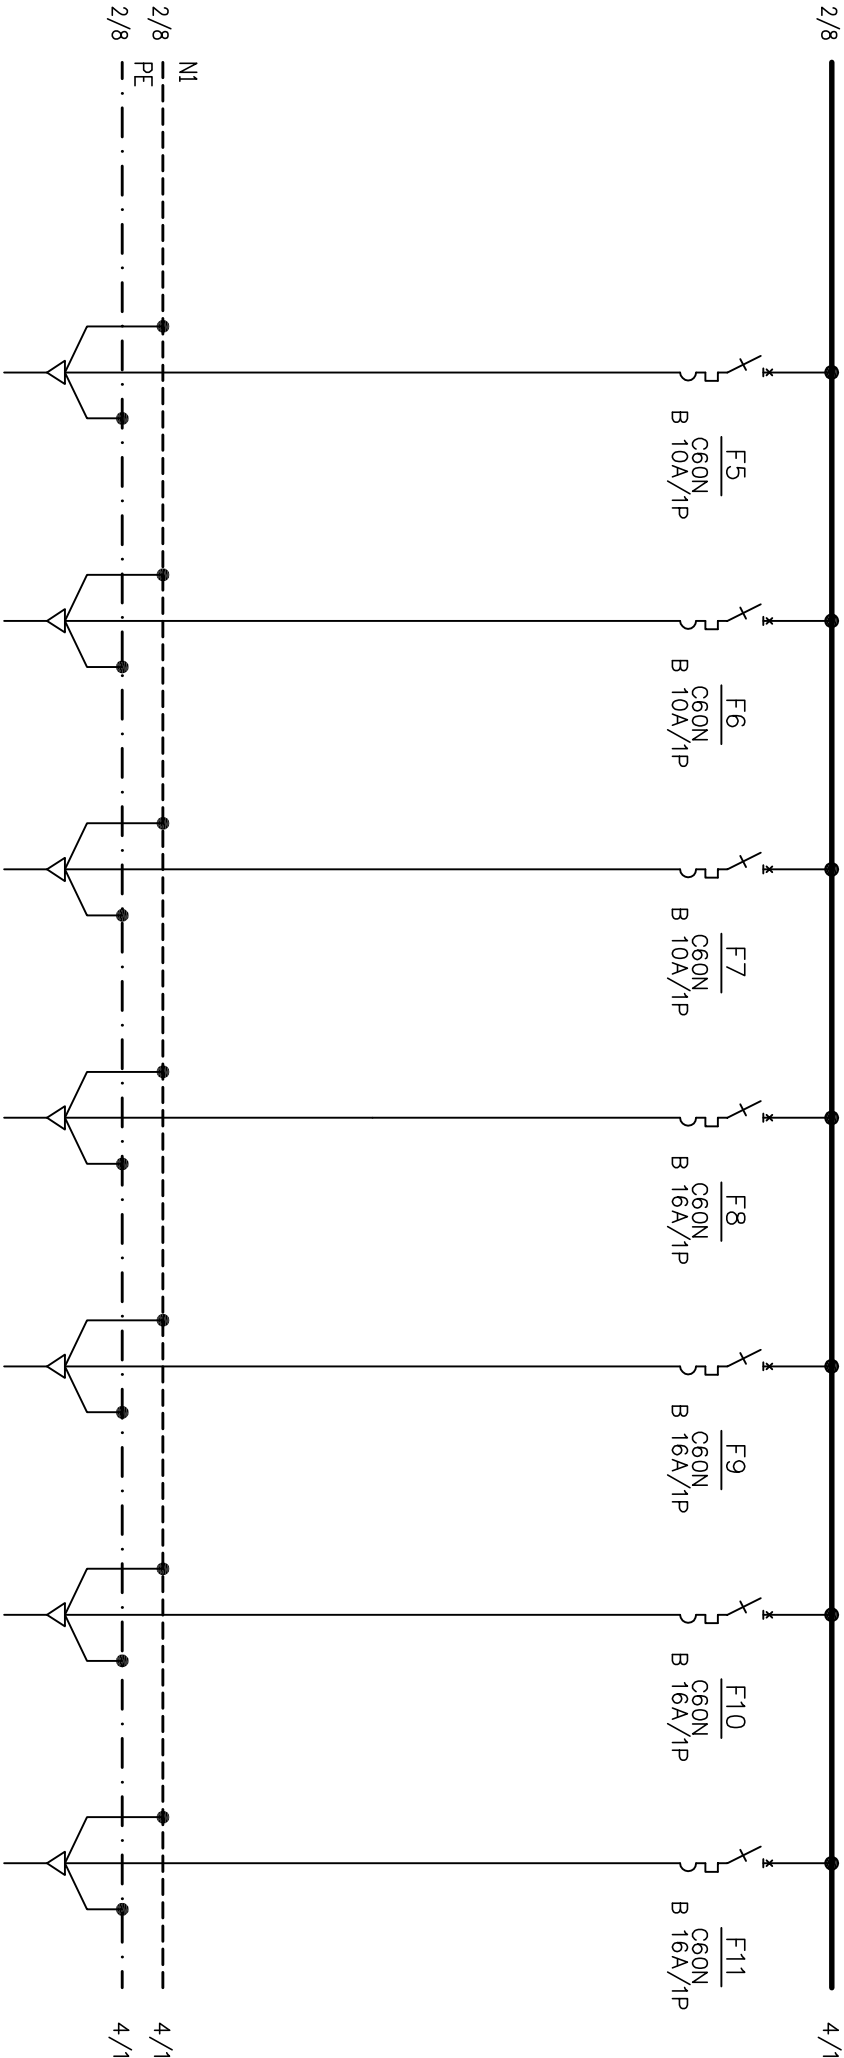 2/8
4/1
F5
C60N
B 10A/1P
F6
C60N
B 10A/1P
F7
C60N
B 10A/1P
F8
C60N
B 16A/1P
F9
C60N
B 16A/1P
F10
C60N
B 16A/1P
F11
C60N
B 16A/1P
N1
2/8
4/1
PE
2/8
4/1